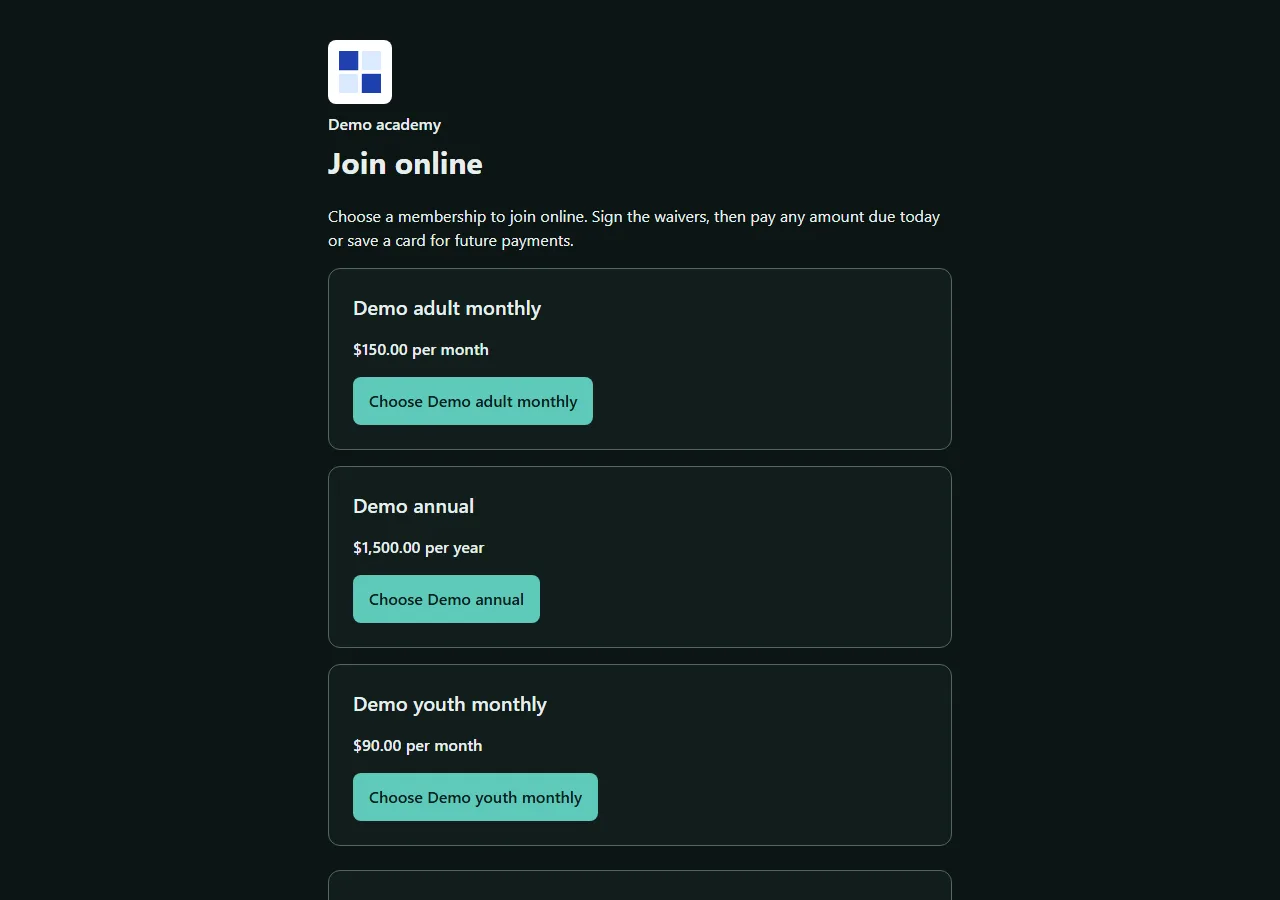 Demo academy
Join online
Choose a membership to join online. Sign the waivers, then pay any amount due today
or save a card for future payments.
Demo adult monthly
$150.00 per month
Choose Demo adult monthly
Demo annual
$1,500.00 per year
Choose Demo annual
Demo youth monthly
$90.00 per month
Choose Demo youth monthly